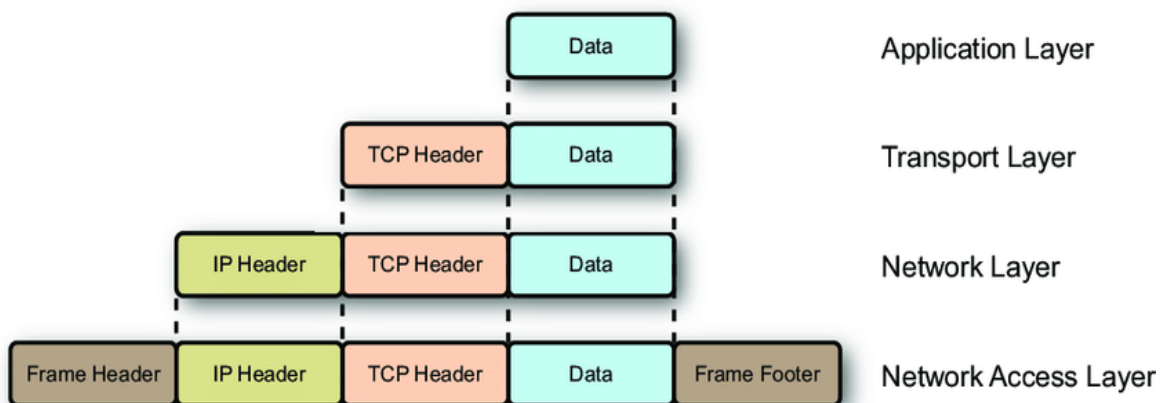 Data Application Layer
TCP Header Data Transport Layer
IP Header TCP Header Data Network Layer
Frame Header IP Header TCP Header Data Frame Footer Network Access Layer